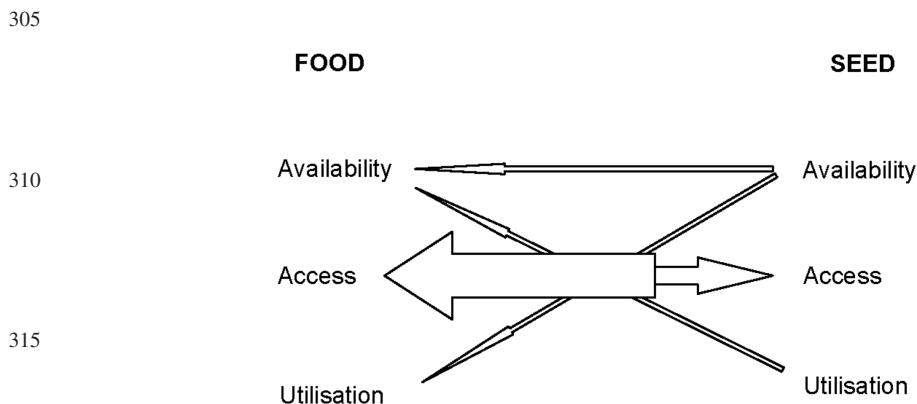 305
FOOD SEED
Availability Availability
310
Access Access
315
Utilisation Utilisation